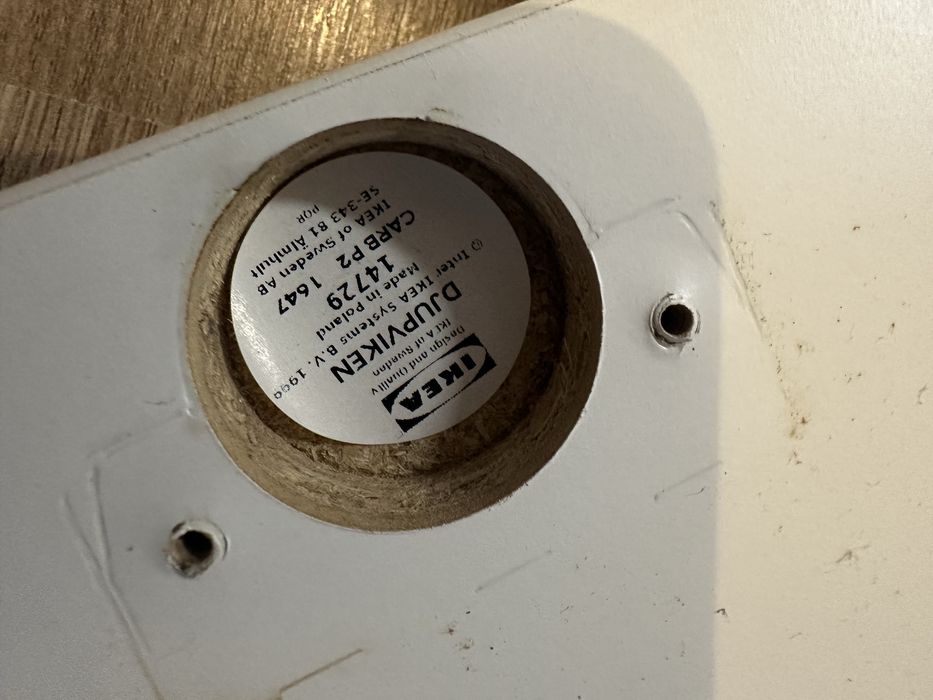 IKEA
Design and Quality
IKEA of Sweden
DJUPVIKEN
© Inter IKEA Systems B.V. 1999
Made in Poland
14729
CARB P2 1647
IKEA of Sweden AB
SE-343 81 Älmhult
PQR